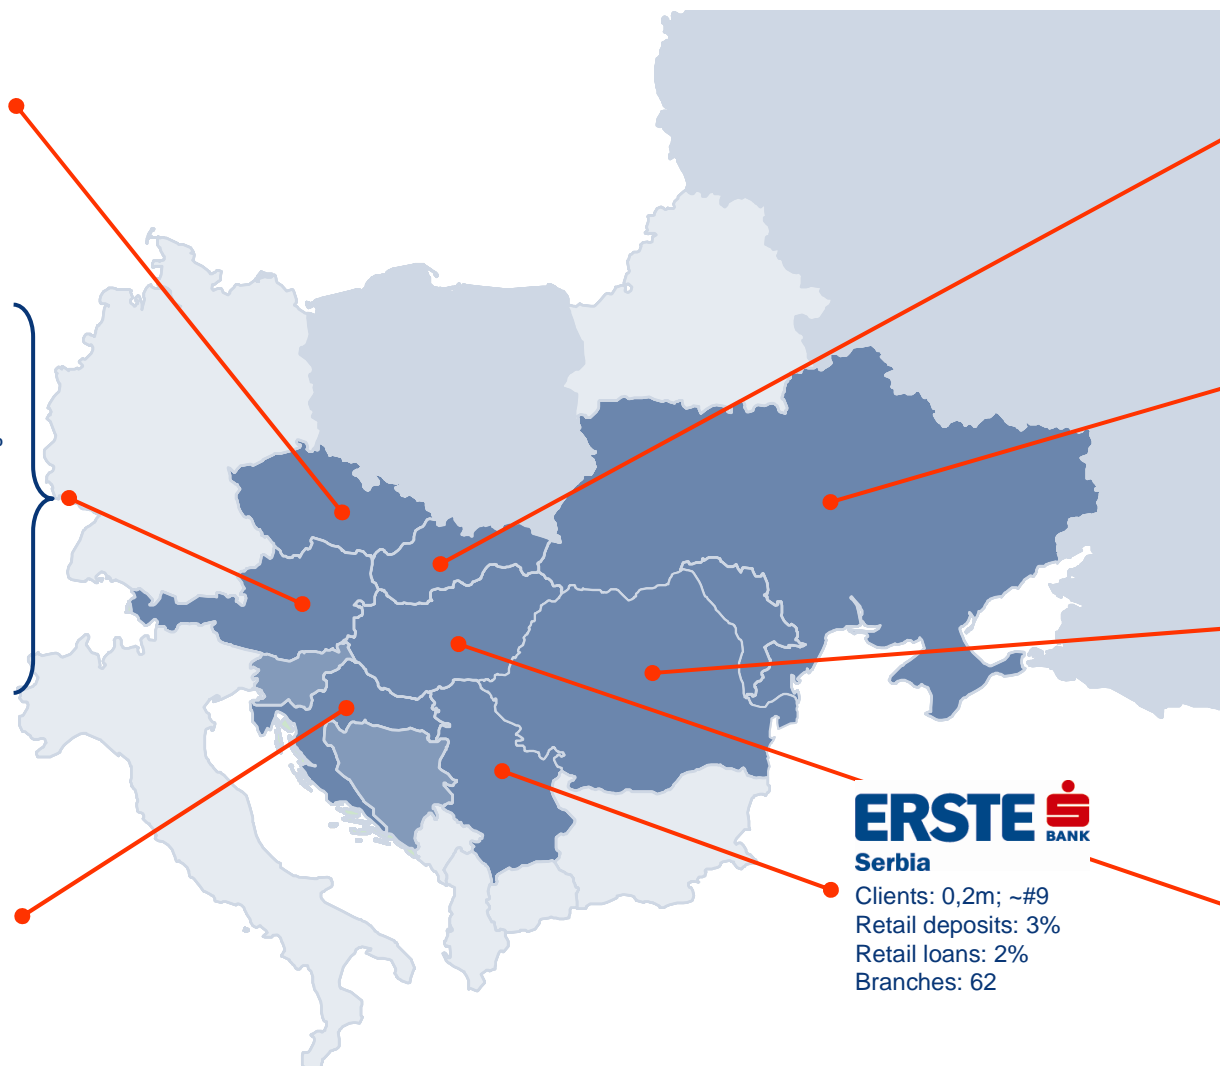 ERSTE
BANK
Serbia
Clients: 0,2m; ~#9
Retail deposits: 3%
Retail loans: 2%
Branches: 62